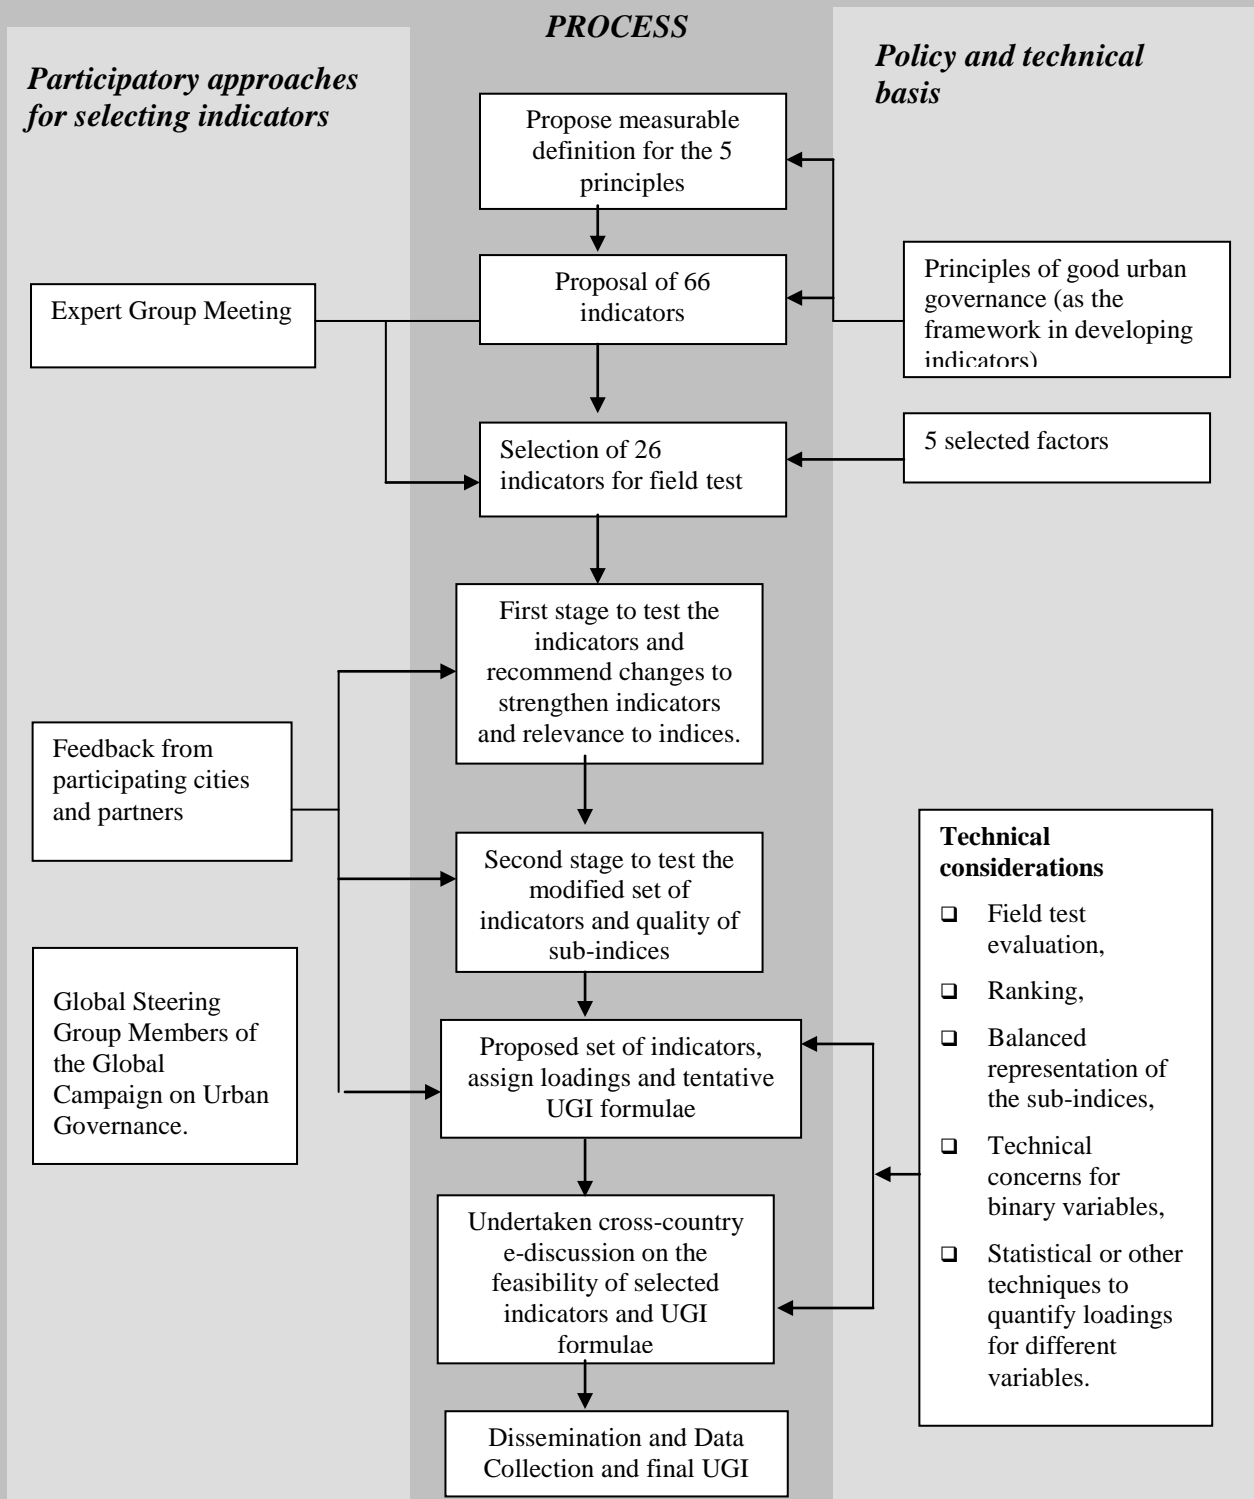 PROCESS
Participatory approaches
for selecting indicators
Policy and technical
basis
Propose measurable
definition for the 5
principles
Proposal of 66
indicators
Principles of good urban
governance (as the
framework in developing
indicators)
Expert Group Meeting
Selection of 26
indicators for field test
5 selected factors
First stage to test the
indicators and
recommend changes to
strengthen indicators
and relevance to indices.
Feedback from
participating cities
and partners
Second stage to test the
modified set of
indicators and quality of
sub-indices
Global Steering
Group Members of
the Global
Campaign on Urban
Governance.
Proposed set of indicators,
assign loadings and tentative
UGI formulae
Technical
considerations
Field test
evaluation,
Ranking,
Balanced
representation of
the sub-indices,
Technical
concerns for
binary variables,
Statistical or other
techniques to
quantify loadings
for different
variables.
Undertaken cross-country
e-discussion on the
feasibility of selected
indicators and UGI
formulae
Dissemination and Data
Collection and final UGI